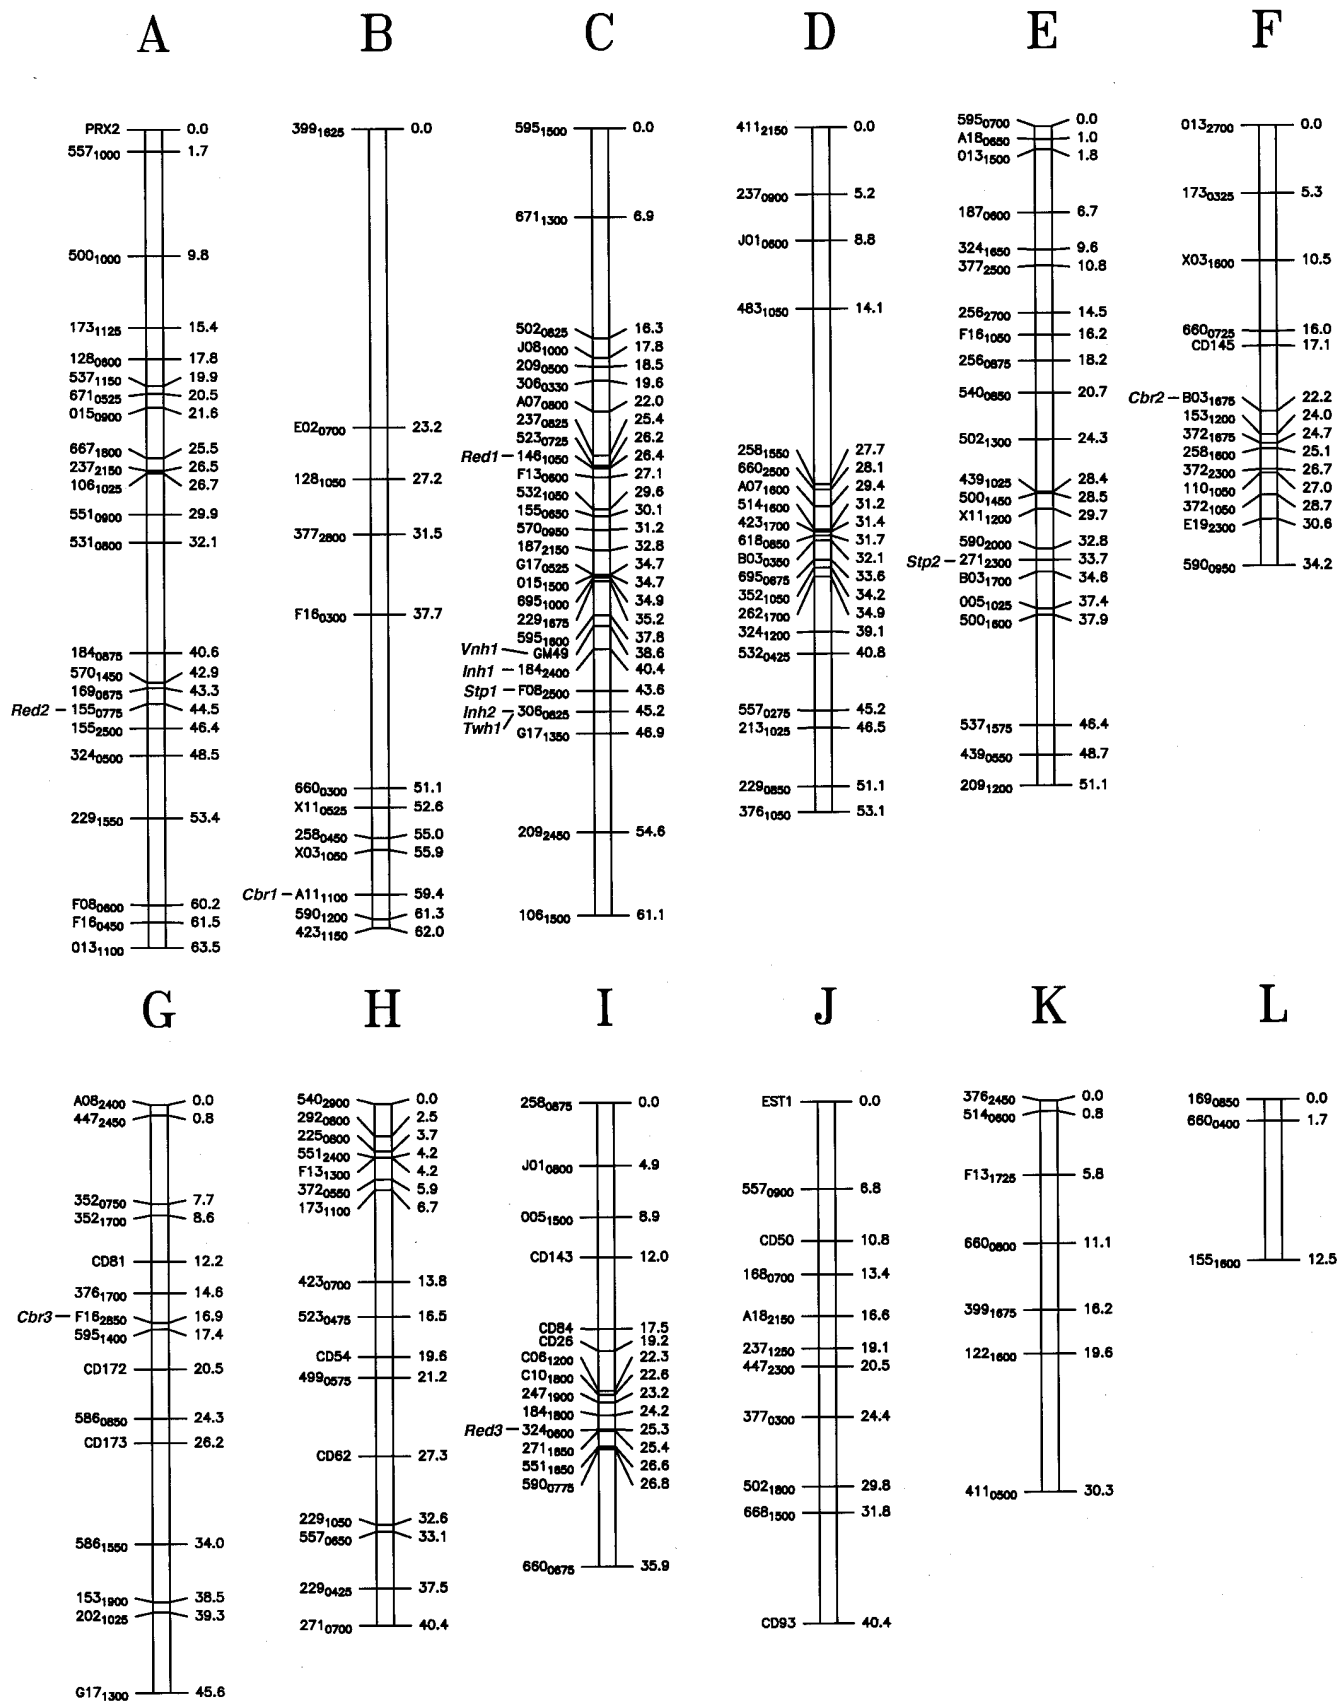 A
PRX2 0.0
557₁₀₀₀ 1.7
500₁₀₀₀ 9.8
173₁₁₂₅ 15.4
128₀₆₀₀ 17.8
537₁₁₅₀ 19.9
671₀₅₂₅ 20.5
015₀₉₀₀ 21.6
667₁₈₀₀ 25.5
237₂₁₅₀ 26.5
106₁₀₂₅ 26.7
551₀₉₀₀ 29.9
531₀₈₀₀ 32.1
184₀₈₇₅ 40.6
570₁₄₅₀ 42.9
169₀₆₇₅ 43.3
Red2 155₀₇₇₅ 44.5
155₂₅₀₀ 46.4
324₀₅₀₀ 48.5
229₁₅₅₀ 53.4
F08₀₆₀₀ 60.2
F16₀₄₅₀ 61.5
013₁₁₀₀ 63.5
B
399₁₆₂₅ 0.0
E02₀₇₀₀ 23.2
128₁₀₅₀ 27.2
377₂₈₀₀ 31.5
F16₀₃₀₀ 37.7
660₀₃₀₀ 51.1
X11₀₅₂₅ 52.6
258₀₄₅₀ 55.0
X03₁₀₅₀ 55.9
Cbr1 A11₁₁₀₀ 59.4
590₁₂₀₀ 61.3
423₁₁₅₀ 62.0
C
595₁₅₀₀ 0.0
671₁₃₀₀ 6.9
502₀₆₂₅ 16.3
J08₁₀₀₀ 17.8
209₀₅₀₀ 18.5
306₀₃₃₀ 19.6
A07₀₈₀₀ 22.0
237₀₈₂₅ 25.4
523₀₇₂₅ 26.2
Red1 146₁₀₅₀ 26.4
F13₀₆₀₀ 27.1
532₁₀₅₀ 29.6
155₀₆₅₀ 30.1
570₀₉₅₀ 31.2
187₂₁₅₀ 32.8
G17₀₅₂₅ 34.7
015₁₅₀₀ 34.7
695₁₀₀₀ 34.9
229₁₆₇₅ 35.2
595₁₆₀₀ 37.8
Vnh1 GM49 38.6
Inh1 184₂₄₀₀ 40.4
Stp1 F08₂₅₀₀ 43.6
Inh2 306₀₆₂₅ 45.2
Twh1 G17₁₃₅₀ 46.9
209₂₄₅₀ 54.6
106₁₅₀₀ 61.1
D
411₂₁₅₀ 0.0
237₀₉₀₀ 5.2
J01₀₆₀₀ 8.8
483₁₀₅₀ 14.1
258₁₅₅₀ 27.7
660₂₅₀₀ 28.1
A07₁₆₀₀ 29.4
514₁₆₀₀ 31.2
423₁₇₀₀ 31.4
618₀₈₅₀ 31.7
B03₀₃₅₀ 32.1
695₀₆₇₅ 33.6
352₁₀₅₀ 34.2
262₁₇₀₀ 34.9
324₁₂₀₀ 39.1
532₀₄₂₅ 40.8
557₀₂₇₅ 45.2
213₁₀₂₅ 46.5
229₀₈₅₀ 51.1
376₁₀₅₀ 53.1
E
595₀₇₀₀ 0.0
A18₀₆₅₀ 1.0
013₁₅₀₀ 1.8
187₀₆₀₀ 6.7
324₁₆₅₀ 9.6
377₂₅₀₀ 10.8
256₂₇₀₀ 14.5
F16₁₀₅₀ 16.2
256₀₈₇₅ 18.2
540₀₈₅₀ 20.7
502₁₃₀₀ 24.3
439₁₀₂₅ 28.4
500₁₄₅₀ 28.5
X11₁₂₀₀ 29.7
590₂₀₀₀ 32.8
Stp2 271₂₃₀₀ 33.7
B03₁₇₀₀ 34.6
005₁₀₂₅ 37.4
500₁₆₀₀ 37.9
537₁₅₇₅ 46.4
439₀₅₅₀ 48.7
209₁₂₀₀ 51.1
F
013₂₇₀₀ 0.0
173₀₃₂₅ 5.3
X03₁₆₀₀ 10.5
660₀₇₂₅ 16.0
CD145 17.1
Cbr2 B03₁₆₇₅ 22.2
153₁₂₀₀ 24.0
372₁₆₇₅ 24.7
258₁₆₀₀ 25.1
372₂₃₀₀ 26.7
110₁₀₅₀ 27.0
372₁₀₅₀ 28.7
E19₂₃₀₀ 30.6
590₀₉₅₀ 34.2
G
A08₂₄₀₀ 0.0
447₂₄₅₀ 0.8
352₀₇₅₀ 7.7
352₁₇₀₀ 8.6
CD81 12.2
376₁₇₀₀ 14.6
Cbr3 F16₂₈₅₀ 16.9
595₁₄₀₀ 17.4
CD172 20.5
586₀₈₅₀ 24.3
CD173 26.2
586₁₅₅₀ 34.0
153₁₉₀₀ 38.5
202₁₀₂₅ 39.3
G17₁₃₀₀ 45.6
H
540₂₉₀₀ 0.0
292₀₈₀₀ 2.5
225₀₈₀₀ 3.7
551₂₄₀₀ 4.2
F13₁₃₀₀ 4.2
372₀₅₅₀ 5.9
173₁₁₀₀ 6.7
423₀₇₀₀ 13.8
523₀₄₇₅ 16.5
CD54 19.6
499₀₅₇₅ 21.2
CD62 27.3
229₁₀₅₀ 32.6
557₀₆₅₀ 33.1
229₀₄₂₅ 37.5
271₀₇₀₀ 40.4
I
258₀₈₇₅ 0.0
J01₀₈₀₀ 4.9
005₁₅₀₀ 8.9
CD143 12.0
CD84 17.5
CD26 19.2
C06₁₂₀₀ 22.3
C10₁₈₀₀ 22.6
247₁₉₀₀ 23.2
184₁₈₀₀ 24.2
Red3 324₀₆₀₀ 25.3
271₁₆₅₀ 25.4
551₁₆₅₀ 26.6
590₀₇₇₅ 26.8
660₀₆₇₅ 35.9
J
EST1 0.0
557₀₉₀₀ 6.8
CD50 10.8
168₀₇₀₀ 13.4
A18₂₁₅₀ 16.6
237₁₂₅₀ 19.1
447₂₃₀₀ 20.5
377₀₃₀₀ 24.4
502₁₈₀₀ 29.8
668₁₅₀₀ 31.8
CD93 40.4
K
376₂₄₅₀ 0.0
514₀₆₀₀ 0.8
F13₁₇₂₅ 5.8
660₀₈₀₀ 11.1
399₁₆₇₅ 16.2
122₁₆₀₀ 19.6
411₀₅₀₀ 30.3
L
169₀₈₅₀ 0.0
660₀₄₀₀ 1.7
155₁₆₀₀ 12.5